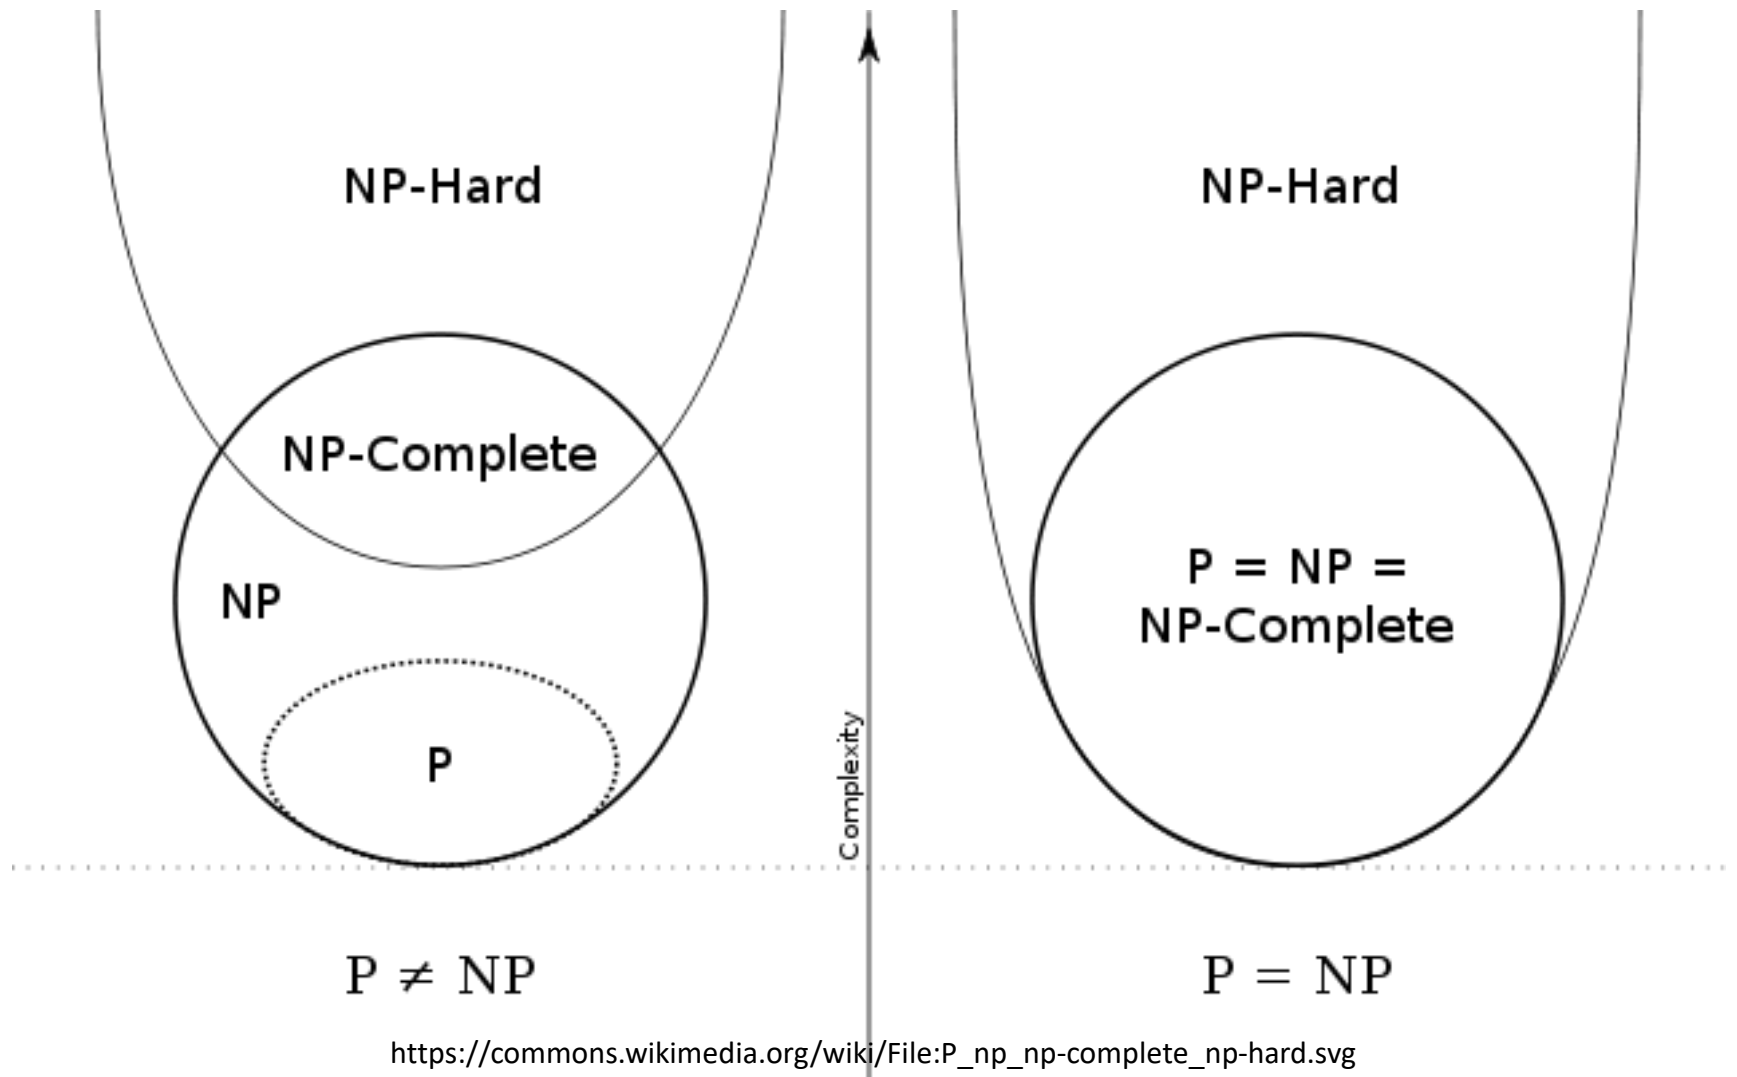 NP-Hard
NP-Complete
NP
P
P ≠ NP
Complexity
NP-Hard
P = NP =
NP-Complete
P = NP
https://commons.wikimedia.org/wiki/File:P_np_np-complete_np-hard.svg